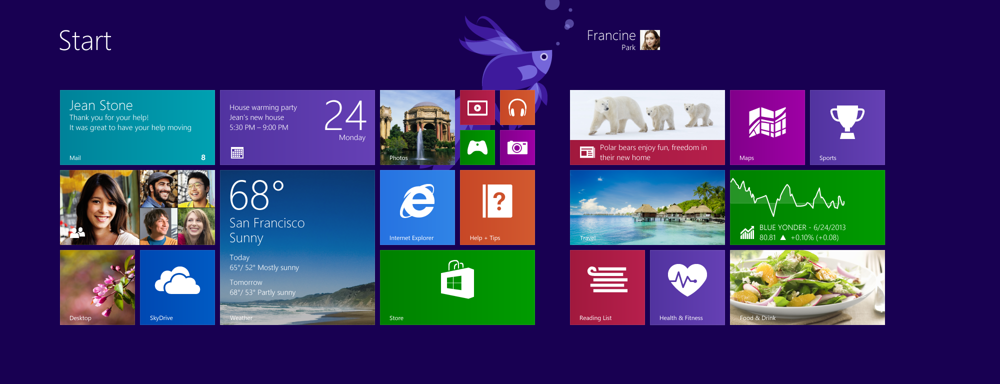 Start
Francine
Park
Jean Stone
Thank you for your help!
It was great to have your help moving
Mail
8
House warming party
Jean's new house
5:30 PM – 9:00 PM
24
Monday
Photos
Polar bears enjoy fun, freedom in
their new home
Maps
Sports
68°
San Francisco
Sunny
Today
65°/ 52° Mostly sunny
Tomorrow
68°/ 53° Partly sunny
Weather
Internet Explorer
?
Help + Tips
Travel
BLUE YONDER - 6/24/2013
80.81 ▲ +0.10% (+0.08)
Desktop
SkyDrive
Store
Reading List
Health & Fitness
Food & Drink